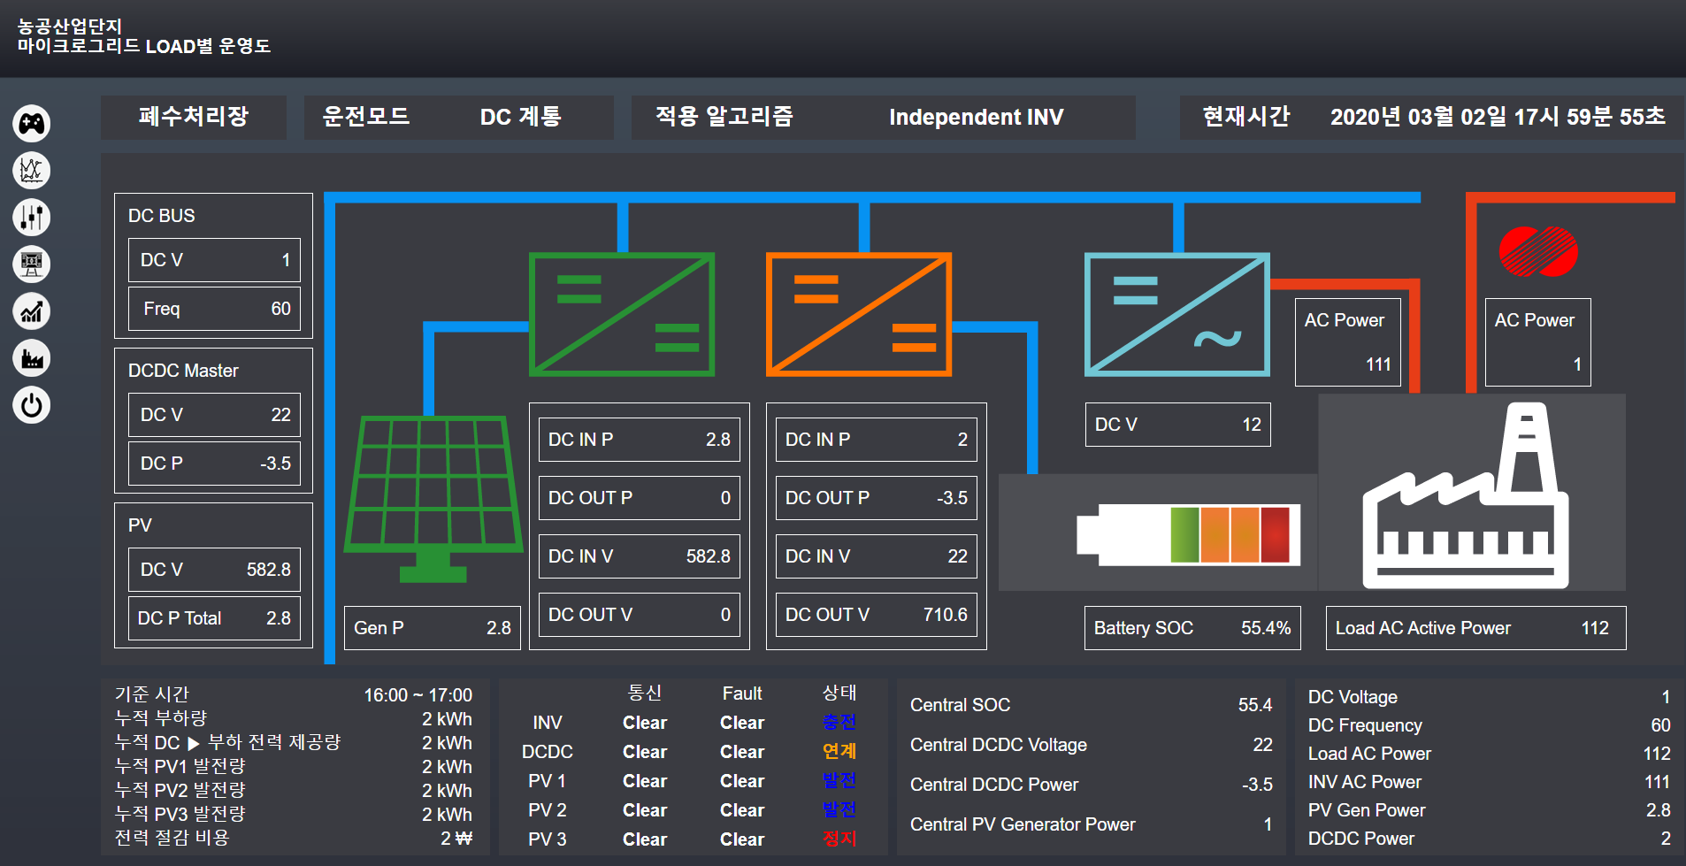 농공산업단지
마이크로그리드 LOAD별 운영도
폐수처리장
운전모드 DC 계통
적용 알고리즘 Independent INV
현재시간 2020년 03월 02일 17시 59분 55초
DC BUS
DC V 1
Freq 60
DCDC Master
DC V 22
DC P -3.5
PV
DC V 582.8
DC P Total 2.8
Gen P 2.8
DC IN P 2.8
DC OUT P 0
DC IN V 582.8
DC OUT V 0
DC IN P 2
DC OUT P -3.5
DC IN V 22
DC OUT V 710.6
DC V 12
AC Power
111
AC Power
1
Battery SOC 55.4%
Load AC Active Power 112
기준 시간 16:00 ~ 17:00
누적 부하량 2 kWh
누적 DC ▶ 부하 전력 제공량 2 kWh
누적 PV1 발전량 2 kWh
누적 PV2 발전량 2 kWh
누적 PV3 발전량 2 kWh
전력 절감 비용 2 ₩
통신 Fault 상태
INV Clear Clear 충전
DCDC Clear Clear 연계
PV 1 Clear Clear 발전
PV 2 Clear Clear 발전
PV 3 Clear Clear 정지
Central SOC 55.4
Central DCDC Voltage 22
Central DCDC Power -3.5
Central PV Generator Power 1
DC Voltage 1
DC Frequency 60
Load AC Power 112
INV AC Power 111
PV Gen Power 2.8
DCDC Power 2